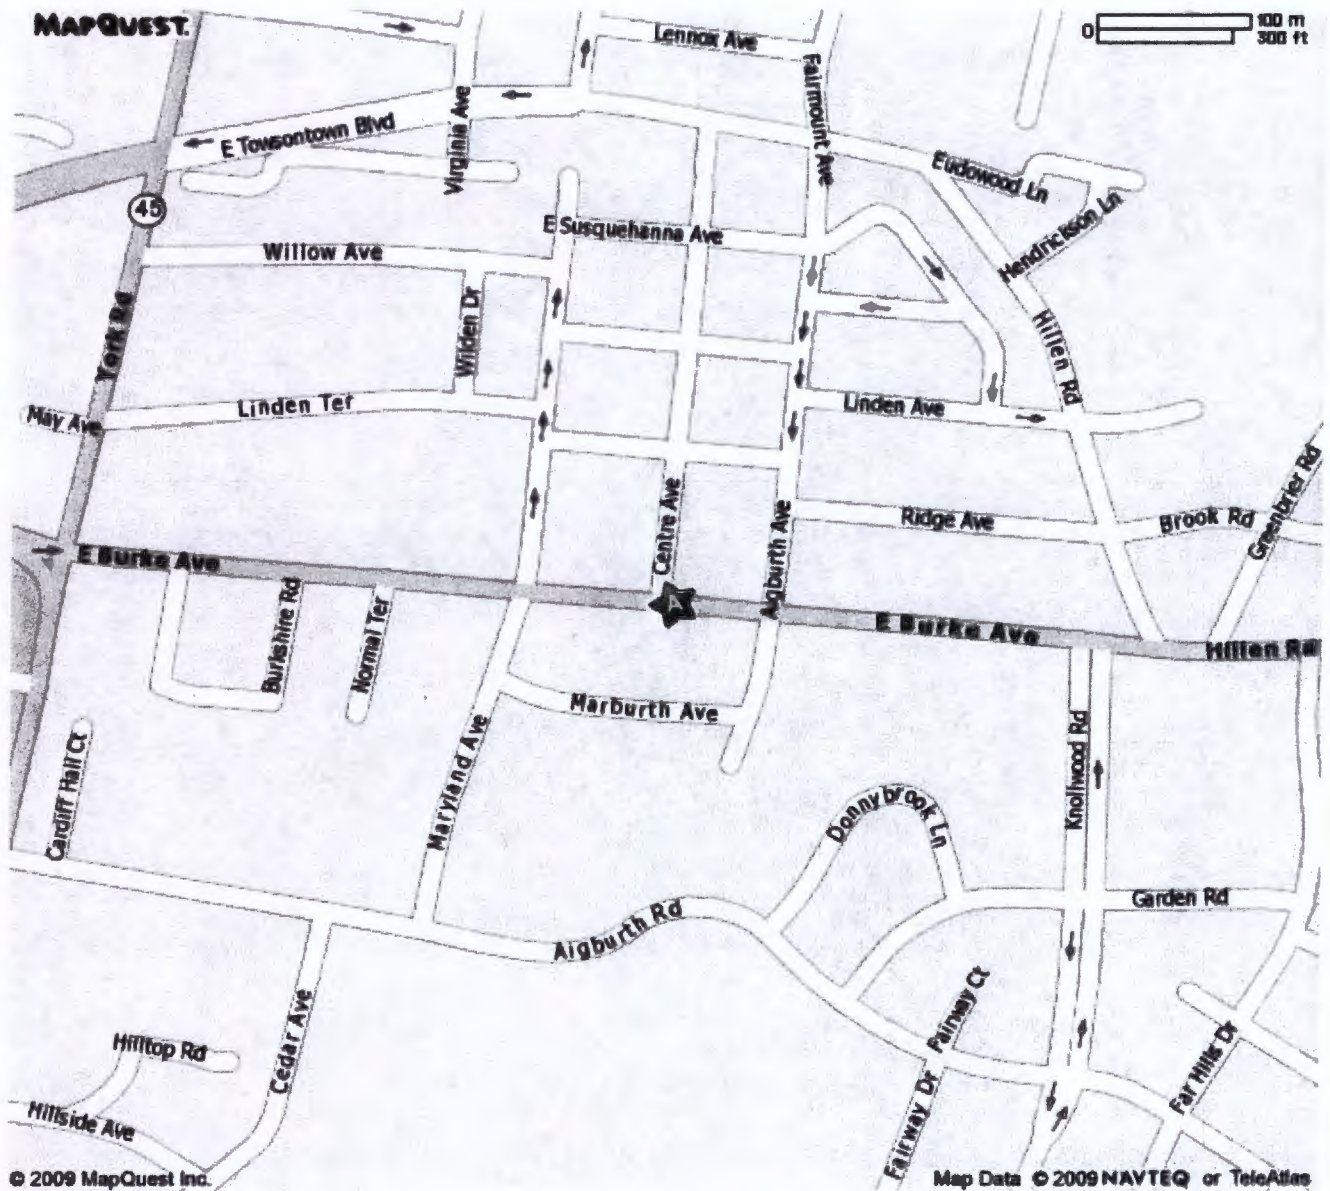 MAPQUEST.
0
100 m
300 ft
Lennox Ave
Fairmount Ave
E Towsontown Blvd
Virginia Ave
Eudowood Ln
Hendrickson Ln
45
E Susquehanna Ave
Willow Ave
Wilden Dr
York Rd
Hillen Rd
Linden Ter
Linden Ave
May Ave
Centre Ave
Aigburth Ave
Ridge Ave
Brook Rd
Greenbrier Rd
E Burke Ave
E Burke Ave
Hillen Rd
Burkshire Rd
Normal Ter
Marburth Ave
Maryland Ave
Knollwood Rd
Cardiff Hall Ct
Donnybrook Ln
Garden Rd
Aigburth Rd
Fairway Ct
Cedar Ave
Hilltop Rd
Far Hills Dr
Fairway Dr
Hillside Ave
© 2009 MapQuest Inc.
Map Data © 2009 NAVTEQ or TeleAtlas